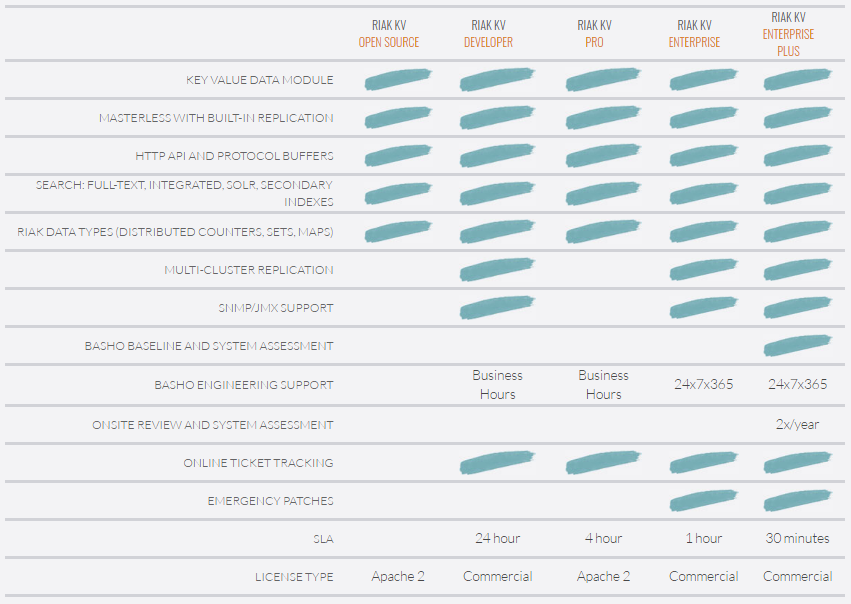 RIAK KV
OPEN SOURCE
RIAK KV
DEVELOPER
RIAK KV
PRO
RIAK KV
ENTERPRISE
RIAK KV
ENTERPRISE
PLUS
KEY VALUE DATA MODULE
MASTERLESS WITH BUILT-IN REPLICATION
HTTP API AND PROTOCOL BUFFERS
SEARCH: FULL-TEXT, INTEGRATED, SOLR, SECONDARY
INDEXES
RIAK DATA TYPES (DISTRIBUTED COUNTERS, SETS, MAPS)
MULTI-CLUSTER REPLICATION
SNMP/JMX SUPPORT
BASHO BASELINE AND SYSTEM ASSESSMENT
BASHO ENGINEERING SUPPORT
Business
Hours
Business
Hours
24x7x365
24x7x365
ONSITE REVIEW AND SYSTEM ASSESSMENT
2x/year
ONLINE TICKET TRACKING
EMERGENCY PATCHES
SLA
24 hour
4 hour
1 hour
30 minutes
LICENSE TYPE
Apache 2
Commercial
Apache 2
Commercial
Commercial